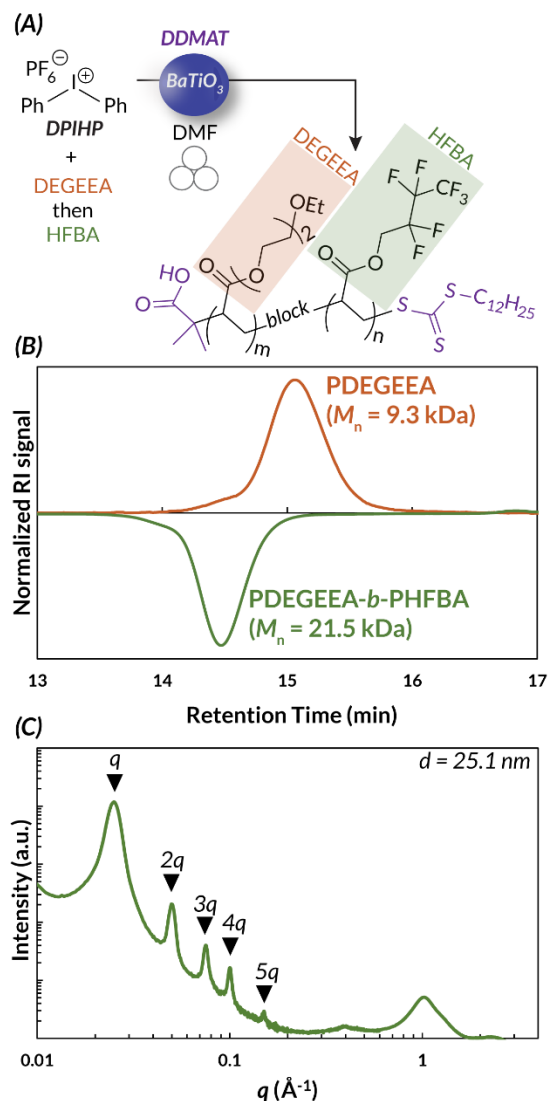 (A)
DDMAT
PF6⊖
I⊕
BaTiO3
Ph Ph
DPIHP
DMF
+
DEGEEA
then
HFBA
DEGEEA
HFBA
F F CF3
F F
OEt
2
O O O O
HO
O
S S–C12H25
S
m block n
(B)
Normalized RI signal
PDEGEEA
(Mn = 9.3 kDa)
PDEGEEA-b-PHFBA
(Mn = 21.5 kDa)
13 14 15 16 17
Retention Time (min)
(C)
Intensity (a.u.)
q
d = 25.1 nm
2q
3q
4q
5q
0.01 0.1 1
q (Å-1)